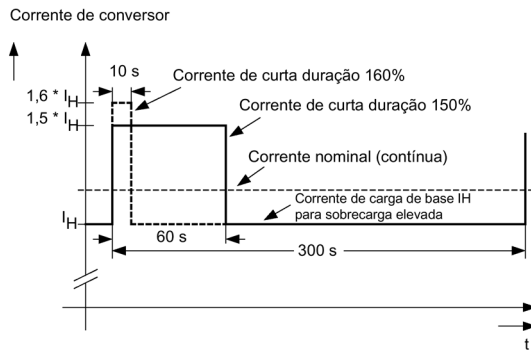 Corrente de conversor
10 s
Corrente de curta duração 160%
1,6 * IH
Corrente de curta duração 150%
1,5 * IH
Corrente nominal (contínua)
Corrente de carga de base IH
para sobrecarga elevada
IH
60 s
300 s
t